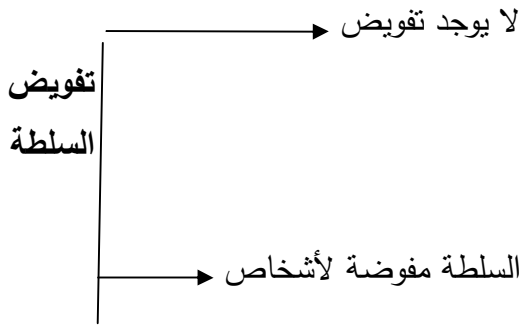 لا يوجد تفويض
تفويض
السلطة
السلطة مفوضة لأشخاص